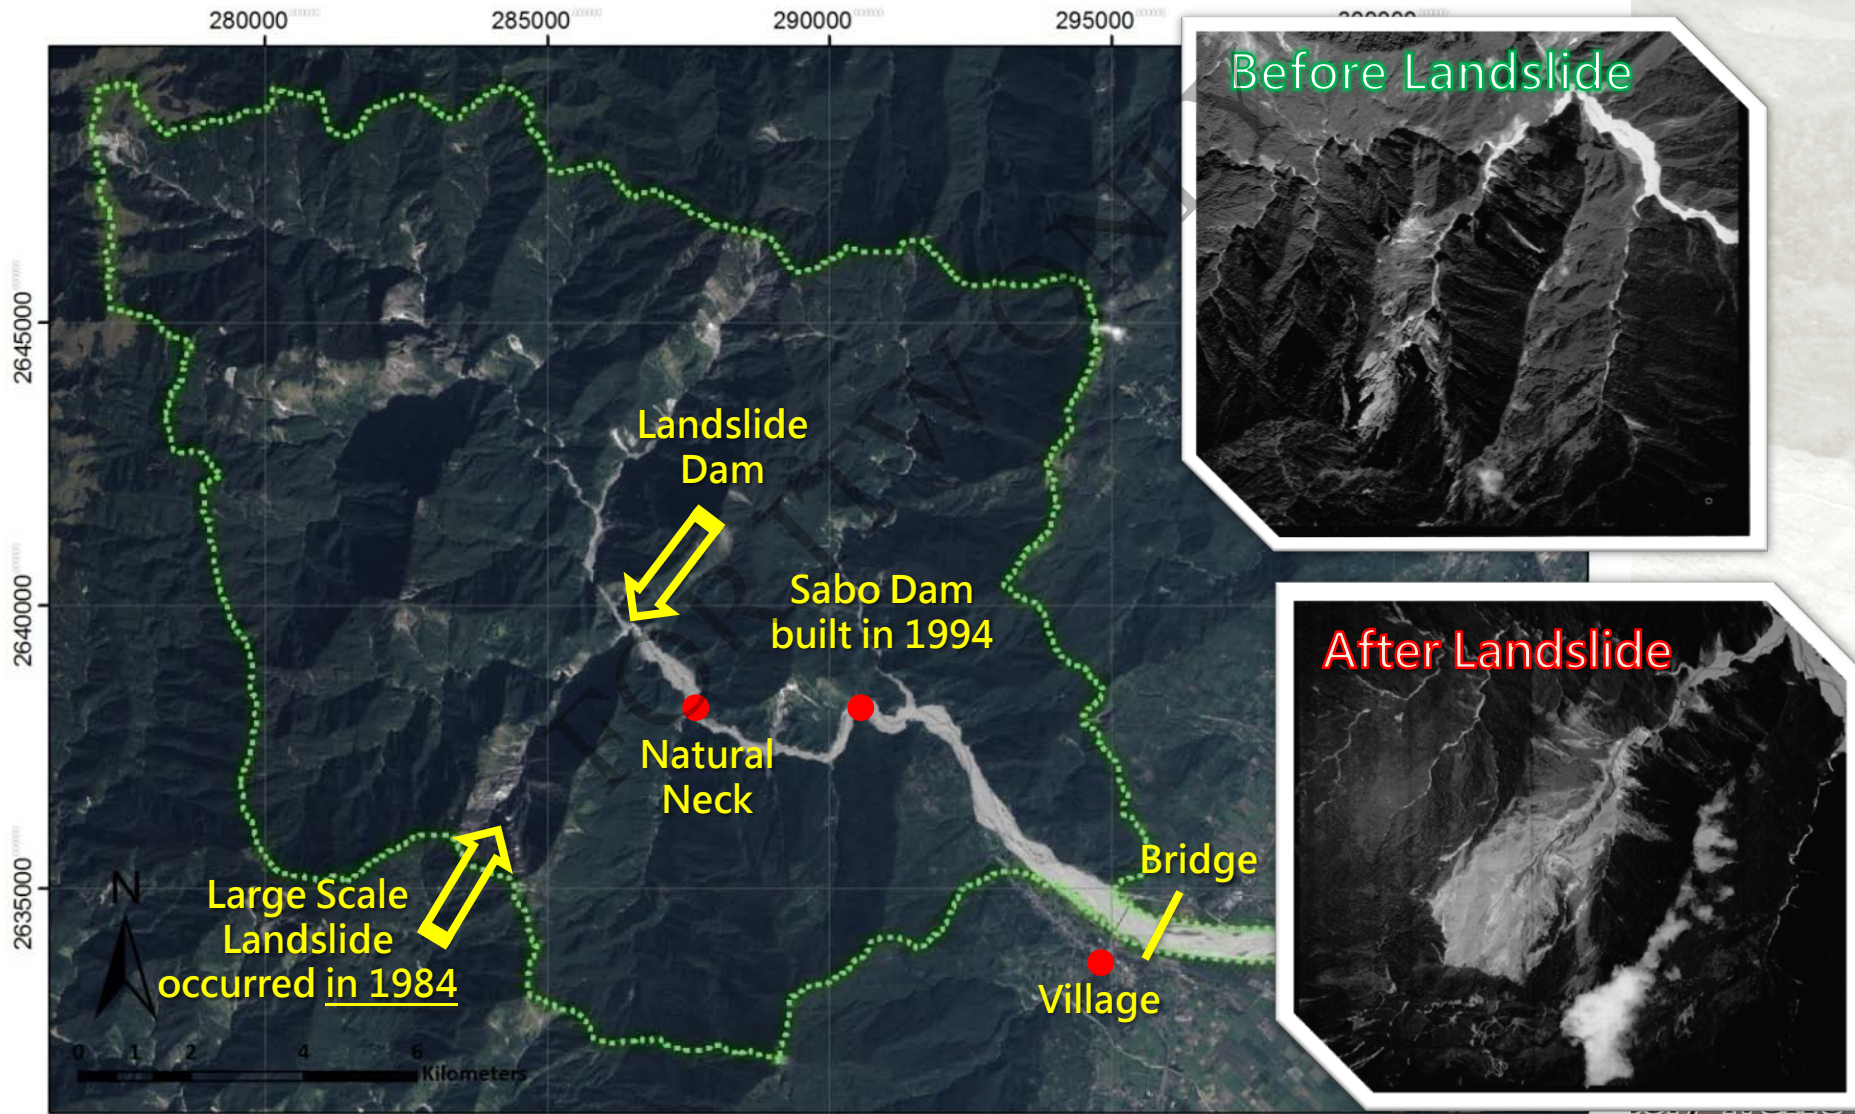 280000
285000
290000
295000
300000
Before Landslide
2645000
2640000
2635000
Landslide
Dam
Sabo Dam
built in 1994
After Landslide
Natural
Neck
Bridge
Large Scale
Landslide
occurred in 1984
Village
N
0 1 2 4 6
Kilometers